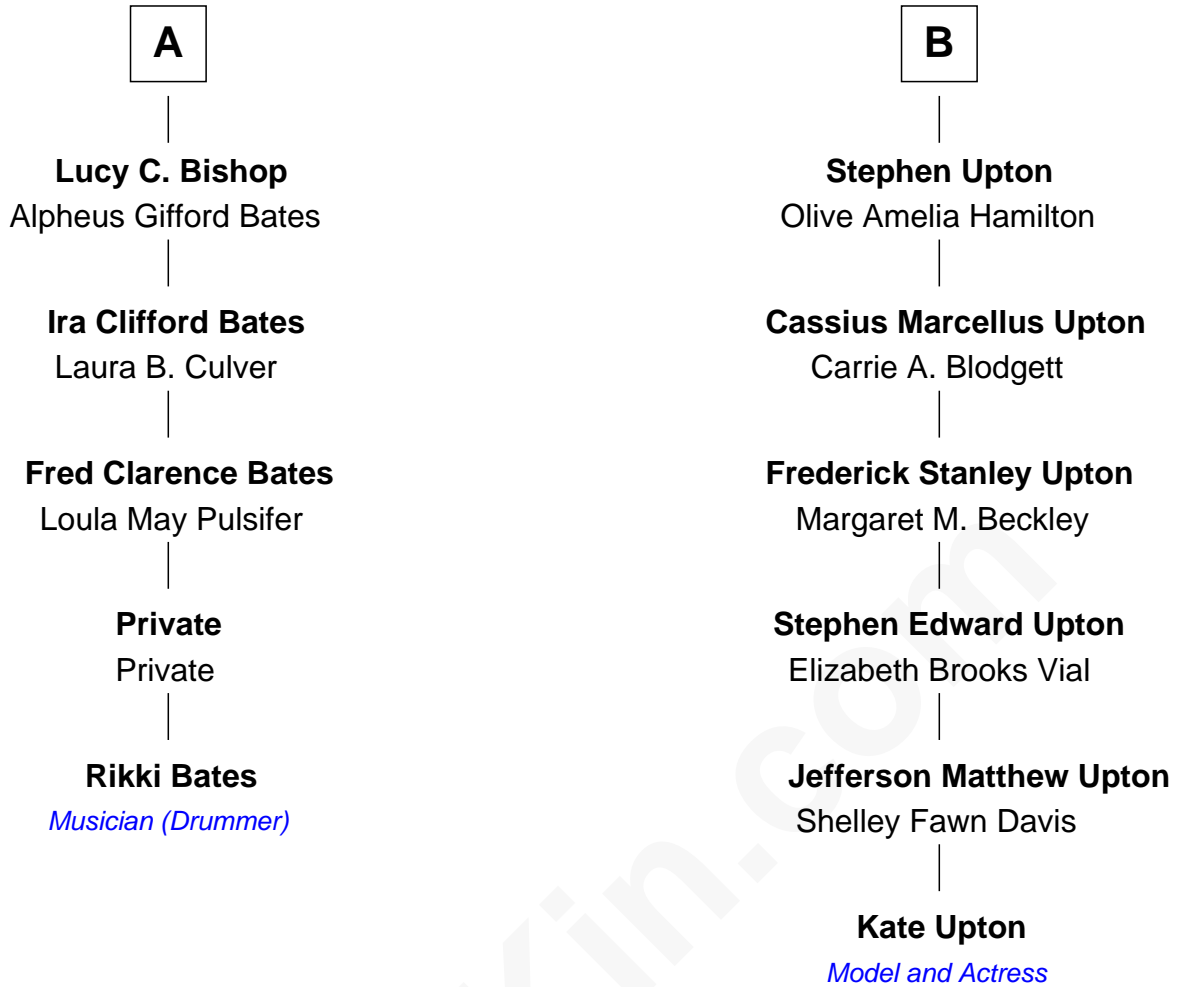 A
Lucy C. Bishop
Alpheus Gifford Bates
Ira Clifford Bates
Laura B. Culver
Fred Clarence Bates
Loula May Pulsifer
Private
Private
Rikki Bates
Musician (Drummer)
B
Stephen Upton
Olive Amelia Hamilton
Cassius Marcellus Upton
Carrie A. Blodgett
Frederick Stanley Upton
Margaret M. Beckley
Stephen Edward Upton
Elizabeth Brooks Vial
Jefferson Matthew Upton
Shelley Fawn Davis
Kate Upton
Model and Actress
Kin.com